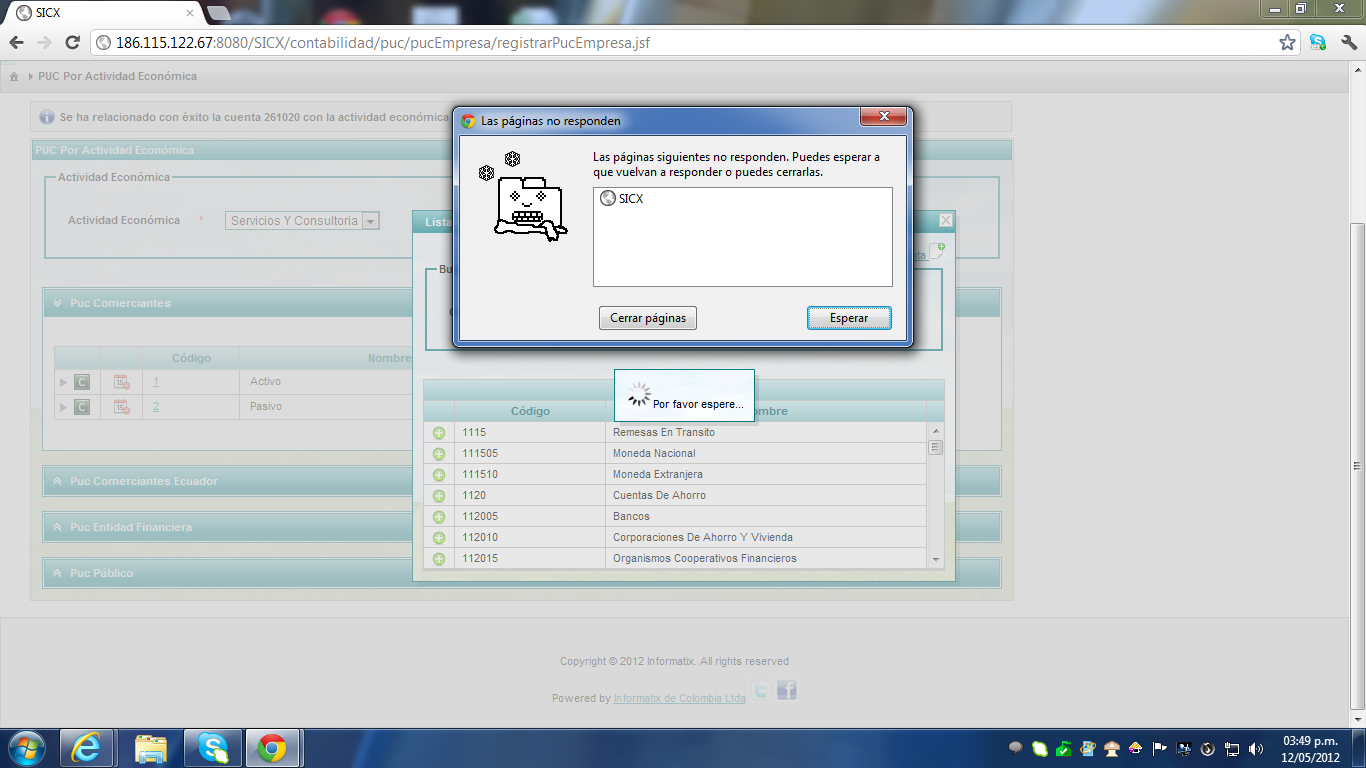 SICX
186.115.122.67:8080/SICX/contabilidad/puc/pucEmpresa/registrarPucEmpresa.jsf
PUC Por Actividad Económica
Se ha relacionado con éxito la cuenta 261020 con la actividad económica
PUC Por Actividad Económica
Actividad Económica
Actividad Económica * Servicios Y Consultoria
Las páginas no responden
Las páginas siguientes no responden. Puedes esperar a
que vuelvan a responder o puedes cerrarlas.
SICX
Cerrar páginas Esperar
Puc Comerciantes
Código Nombre
1 Activo
2 Pasivo
Puc Comerciantes Ecuador
Puc Entidad Financiera
Puc Público
Por favor espere...
Código
1115 Remesas En Transito
111505 Moneda Nacional
111510 Moneda Extranjera
1120 Cuentas De Ahorro
112005 Bancos
112010 Corporaciones De Ahorro Y Vivienda
112015 Organismos Cooperativos Financieros
Copyright © 2012 Informatix. All rights reserved
Powered by Informatix de Colombia Ltda
03:49 p.m.
12/05/2012